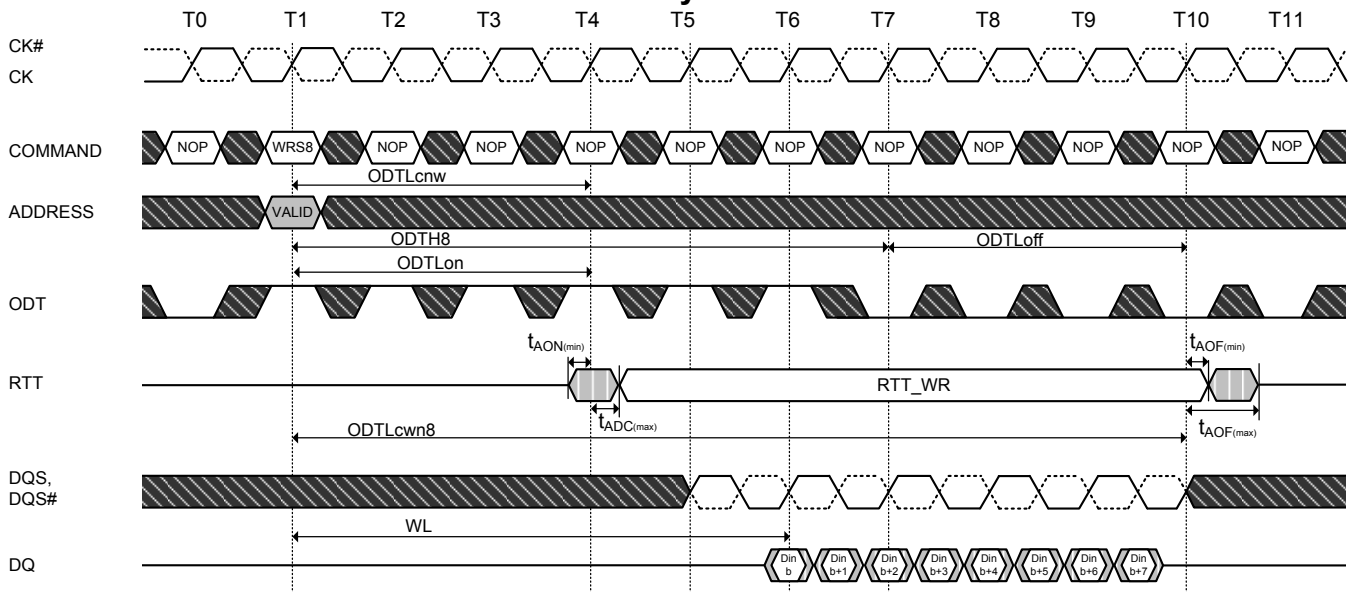 T0 T1 T2 T3 T4 T5 T6 T7 T8 T9 T10 T11
CK#
CK
COMMAND NOP WRS8 NOP NOP NOP NOP NOP NOP NOP NOP NOP NOP
ODTLcnw
ADDRESS VALID
ODTH8 ODTLoff
ODTLon
ODT
tAON(min) tAOF(min)
RTT RTT_WR
tADC(max) tAOF(max)
ODTLcwn8
DQS,
DQS#
WL
DQ Din b Din b+1 Din b+2 Din b+3 Din b+4 Din b+5 Din b+6 Din b+7